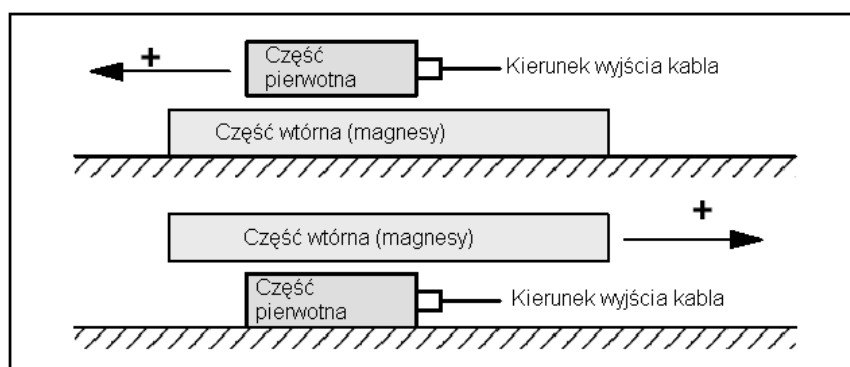 +
Część
pierwotna
Kierunek wyjścia kabla
Część wtórna (magnesy)
+
Część wtórna (magnesy)
Część
pierwotna
Kierunek wyjścia kabla